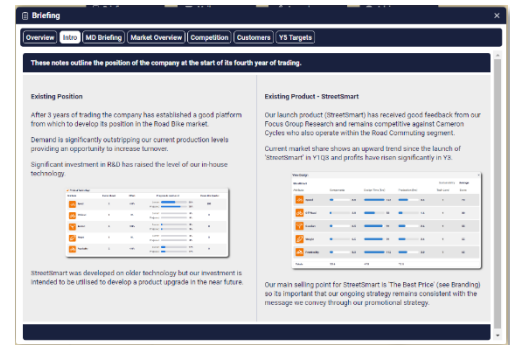 Briefing
Overview
Intro
MD Briefing
Market Overview
Competition
Customers
Y5 Targets
These notes outline the position of the company at the start of its fourth year of trading.
Existing Position
After 3 years of trading the company has established a good platform
from which to develop its position in the Road Bike market.
Demand is significantly outstripping our current production levels
providing an opportunity to increase turnover.
Significant investment in R&D has raised the level of our in-house
technology.
StreetSmart was developed on older technology but our investment is
intended to be utilised to develop a product upgrade in the near future.
Existing Product - StreetSmart
Our launch product (StreetSmart) has received good feedback from our
Focus Group Research and remains competitive against Cameron
Cycles who also operate within the Road Commuting segment.
Current market share shows an upward trend since the launch of
'StreetSmart' in Y1Q3 and profits have risen significantly in Y3.
Our main selling point for StreetSmart is 'The Best Price' (see Branding)
so its important that our ongoing strategy remains consistent with the
message we convey through our promotional strategy.